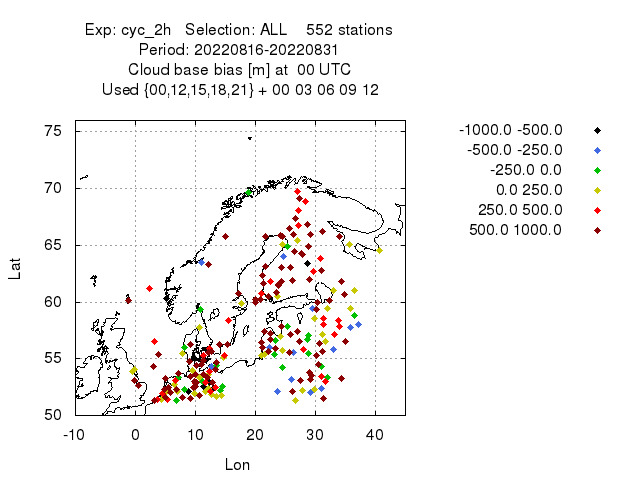 Exp: cyc_2h   Selection: ALL    552 stations
Period: 20220816-20220831
Cloud base bias [m] at  00 UTC
Used {00,12,15,18,21} + 00 03 06 09 12
-1000.0 -500.0
-500.0 -250.0
-250.0 0.0
0.0 250.0
250.0 500.0
500.0 1000.0
75
70
65
60
55
50
Lat
-10 0 10 20 30 40
Lon